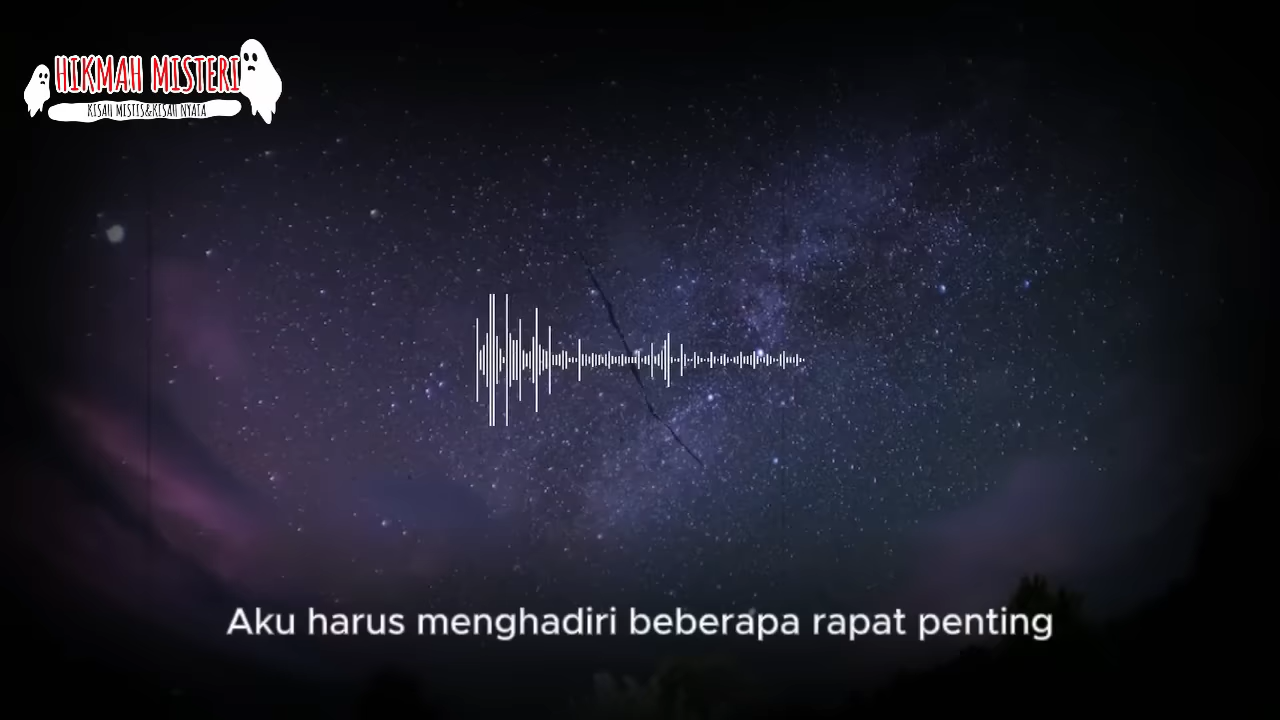 HIKMAH MISTERI
KISAH MISTIS&KISAH NYATA
Aku harus menghadiri beberapa rapat penting